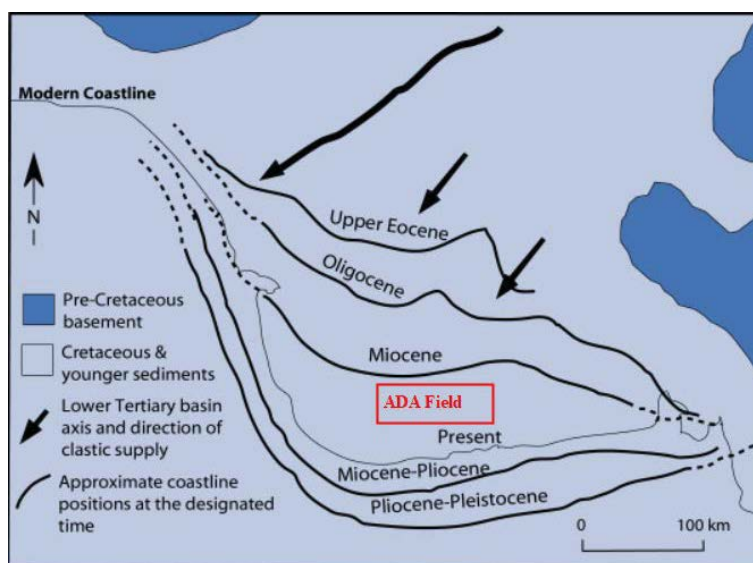 Modern Coastline
N
Upper Eocene
Oligocene
Miocene
ADA Field
Present
Miocene-Pliocene
Pliocene-Pleistocene
Pre-Cretaceous
basement
Cretaceous &
younger sediments
Lower Tertiary basin
axis and direction of
clastic supply
Approximate coastline
positions at the designated
time
0 100 km